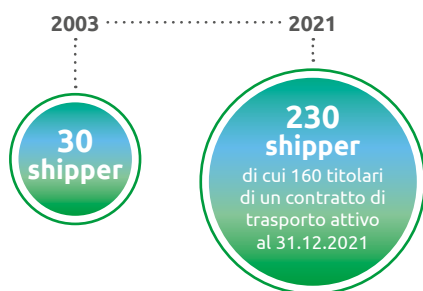 2003
2021
30
shipper
230
shipper
di cui 160 titolari
di un contratto di
trasporto attivo
al 31.12.2021